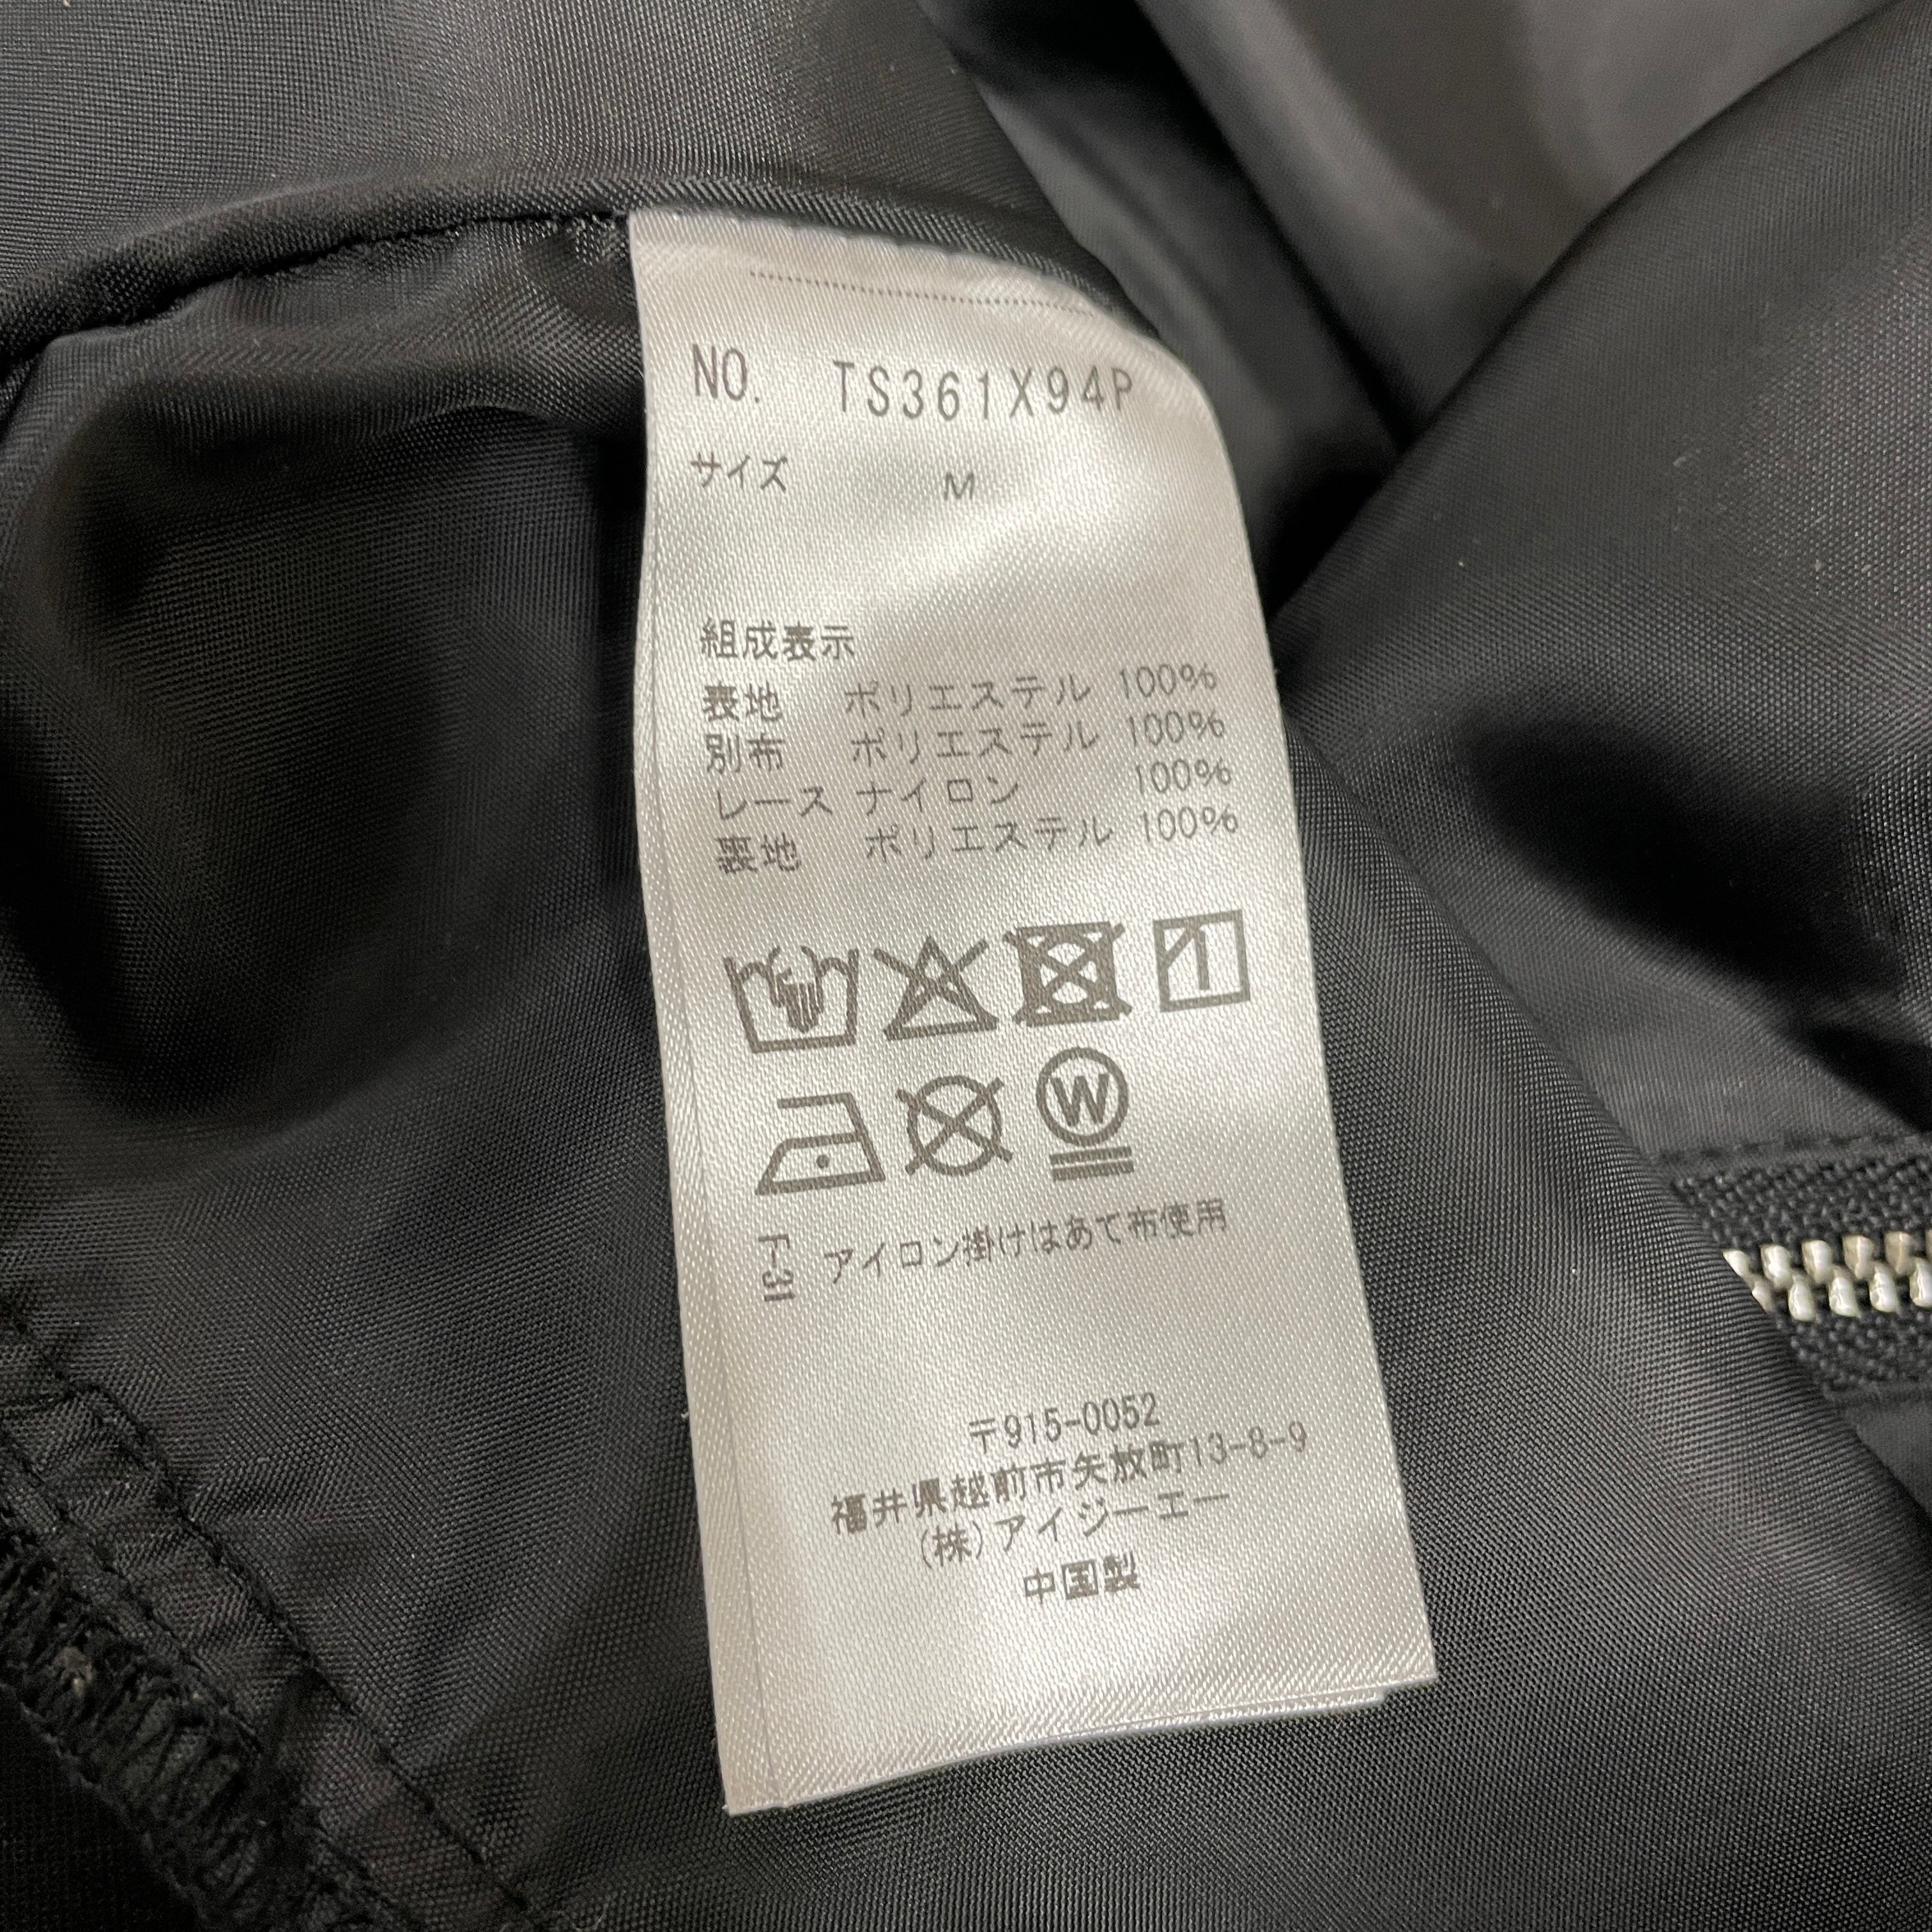 NO. TS361X94P
サイズ M
組成表示
表地 ポリエステル 100%
別布 ポリエステル 100%
レース ナイロン 100%
裏地 ポリエステル 100%
W
アイロン掛けはあて布使用
〒915-0052
福井県越前市矢放町13-8-9
(株)アイジーエー
中国製